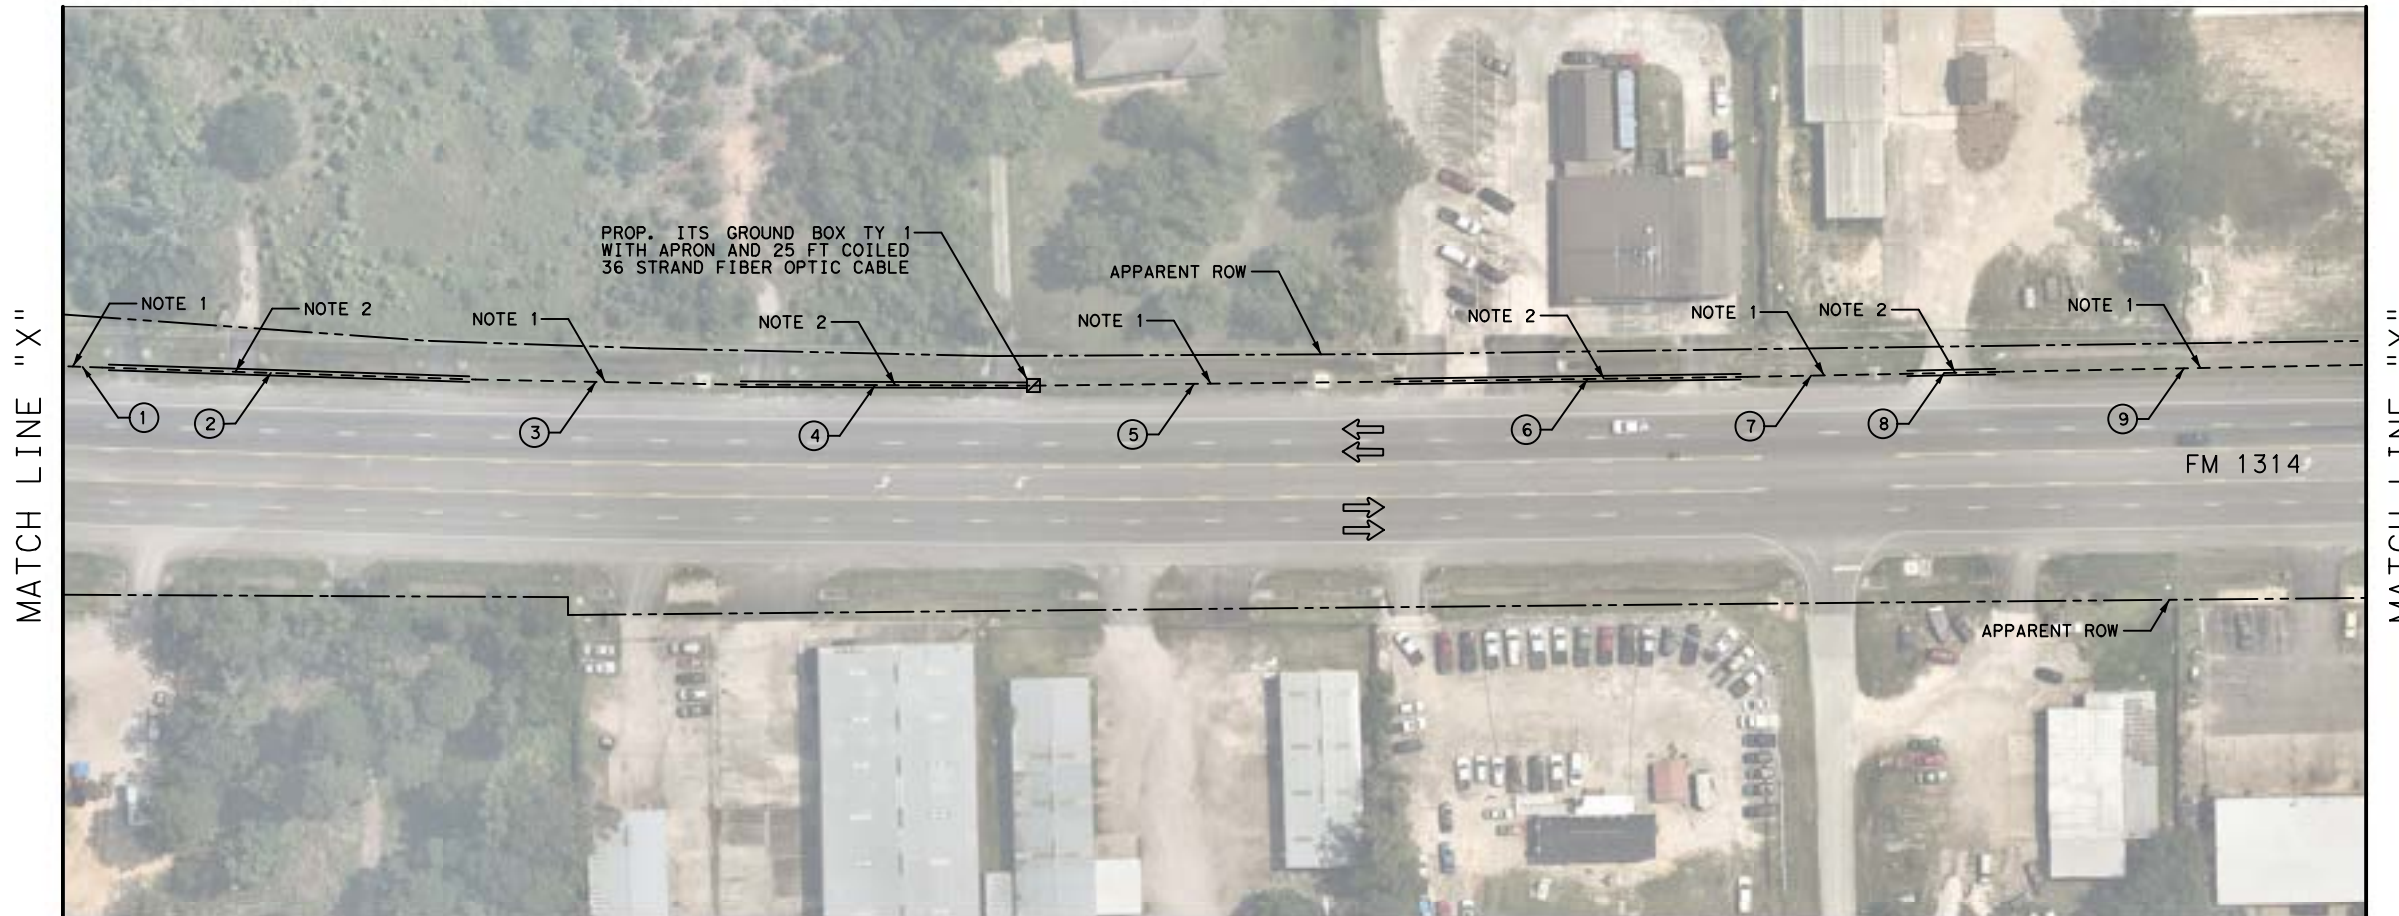 PROP. ITS GROUND BOX TY 1
WITH APRON AND 25 FT COILED
36 STRAND FIBER OPTIC CABLE
APPARENT ROW
NOTE 1
NOTE 2
NOTE 1
NOTE 2
NOTE 1
NOTE 2
NOTE 1
NOTE 2
NOTE 1
1
2
3
4
5
6
7
8
9
FM 1314
APPARENT ROW
MATCH LINE "X"
MATCH LINE "X"